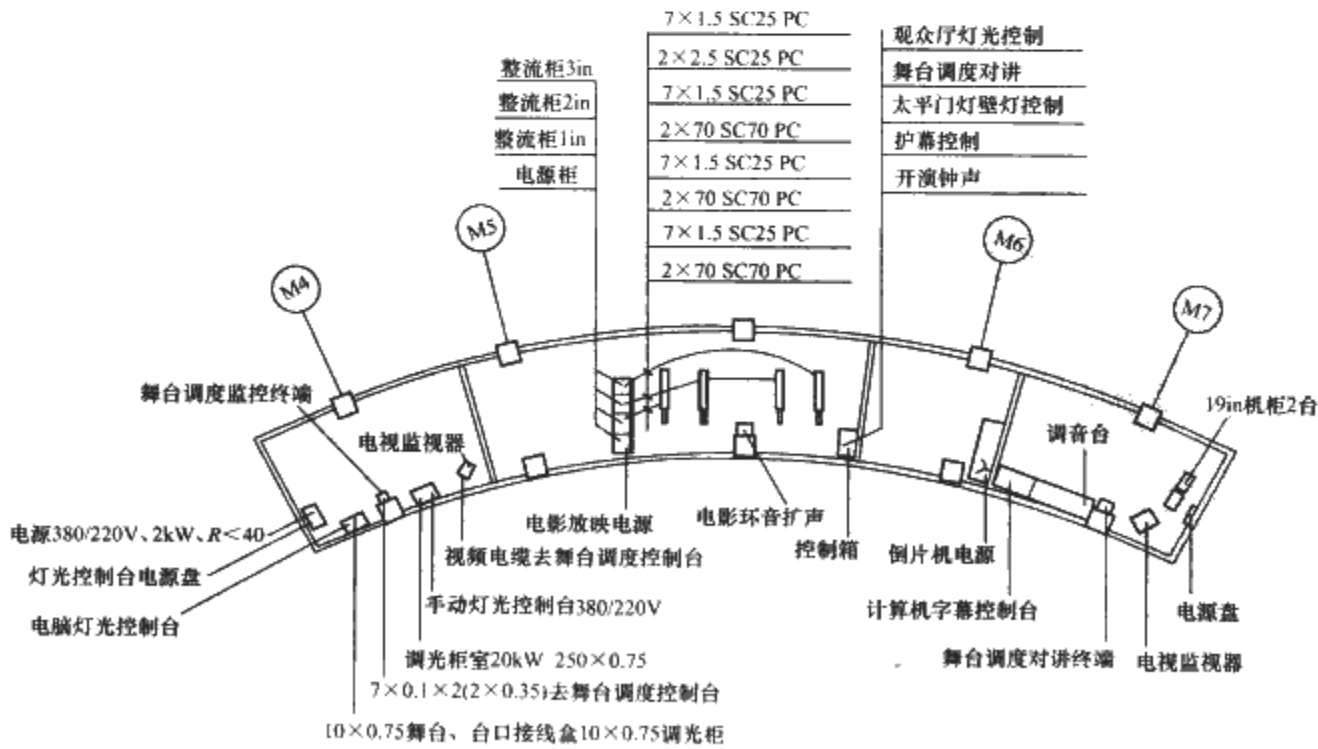 7×1.5 SC25 PC
2×2.5 SC25 PC
7×1.5 SC25 PC
2×70 SC70 PC
7×1.5 SC25 PC
2×70 SC70 PC
7×1.5 SC25 PC
2×70 SC70 PC
整流柜3in
整流柜2in
整流柜1in
电源柜
观众厅灯光控制
舞台调度对讲
太平门灯壁灯控制
护幕控制
开演钟声
M4
M5
M6
M7
舞台调度监控终端
电视监视器
19in机柜2台
调音台
电源380/220V、2kW、R<40
灯光控制台电源盘
电脑灯光控制台
电影放映电源
电影环音扩声
控制箱
倒片机电源
视频电缆去舞台调度控制台
手动灯光控制台380/220V
计算机字幕控制台
电源盘
调光柜室20kW 250×0.75
舞台调度对讲终端
电视监视器
7×0.1×2(2×0.35)去舞台调度控制台
10×0.75舞台、台口接线盒10×0.75调光柜